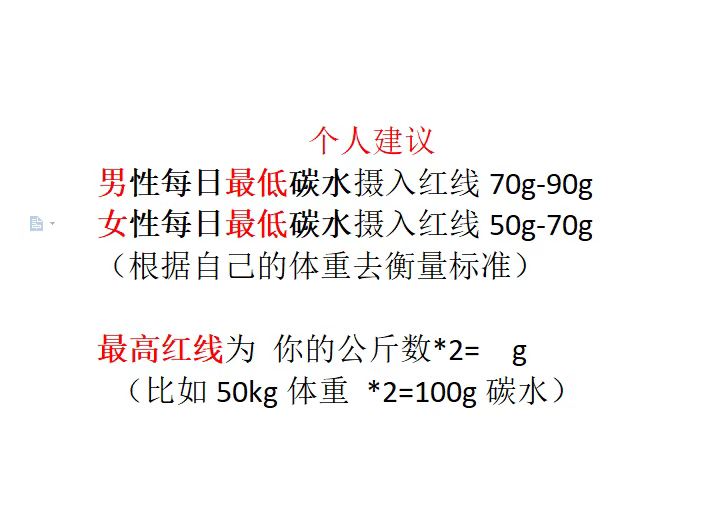 个人建议
男性每日最低碳水摄入红线 70g-90g
女性每日最低碳水摄入红线 50g-70g
（根据自己的体重去衡量标准）
最高红线为 你的公斤数*2= g
（比如 50kg 体重 *2=100g 碳水）